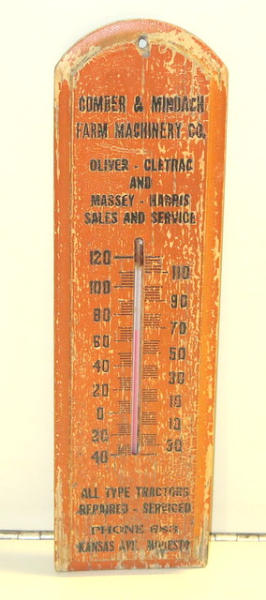 COMBER & MINDACH
FARM MACHINERY CO.
OLIVER - CLETRAC
AND
MASSEY - HARRIS
SALES AND SERVICE
120
110
100
90
80
70
60
50
40
30
20
10
0
10
20
30
40
ALL TYPE TRACTORS
REPAIRED - SERVICED
PHONE
KANSAS AVE. MODESTO